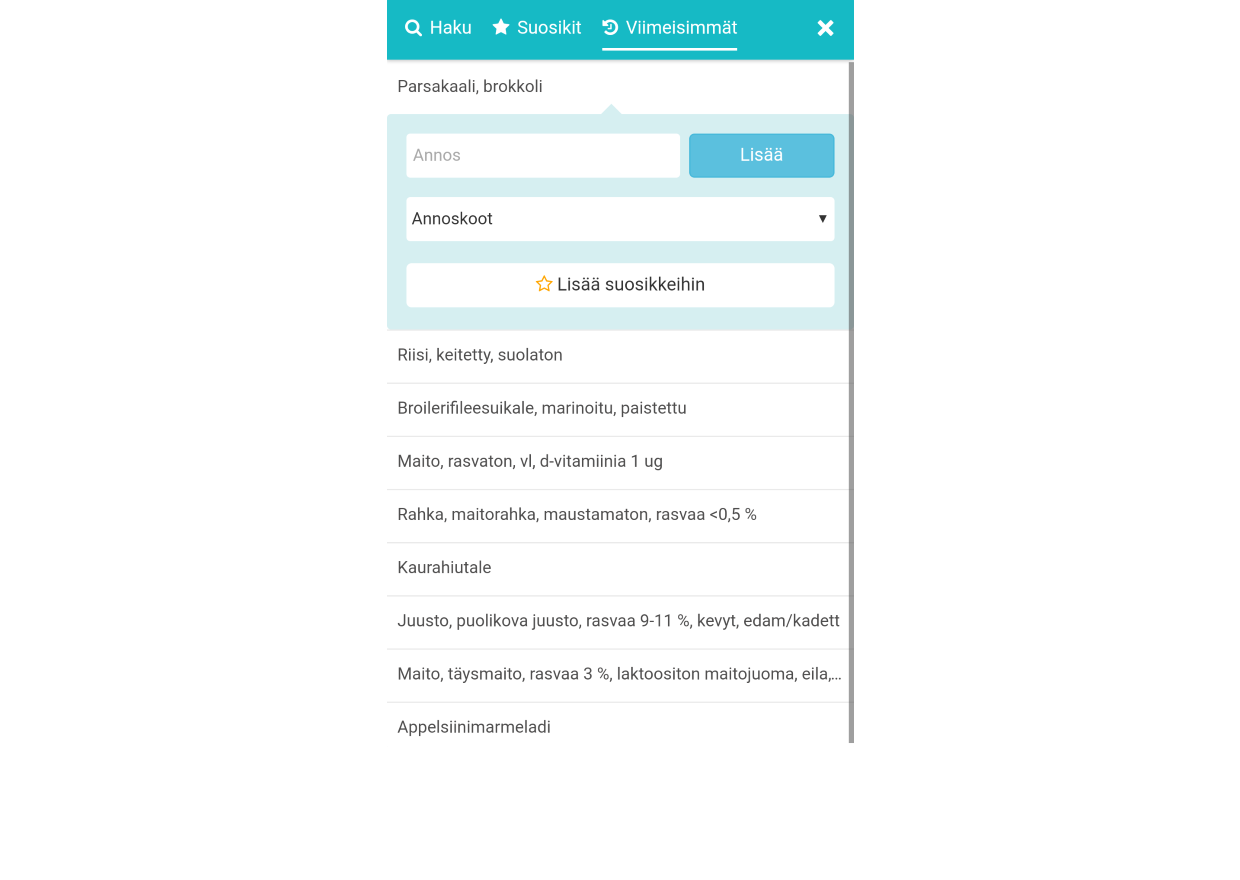 Haku Suosikit Viimeisimmät
Parsakaali, brokkoli
Annos Lisää
Annoskoot
Lisää suosikkeihin
Riisi, keitetty, suolaton
Broilerifileesuikale, marinoitu, paistettu
Maito, rasvaton, vl, d-vitamiinia 1 ug
Rahka, maitorahka, maustamaton, rasvaa <0,5 %
Kaurahiutale
Juusto, puolikova juusto, rasvaa 9-11 %, kevyt, edam/kadett
Maito, täysmaito, rasvaa 3 %, laktoositon maitojuoma, eila,...
Appelsiinimarmeladi